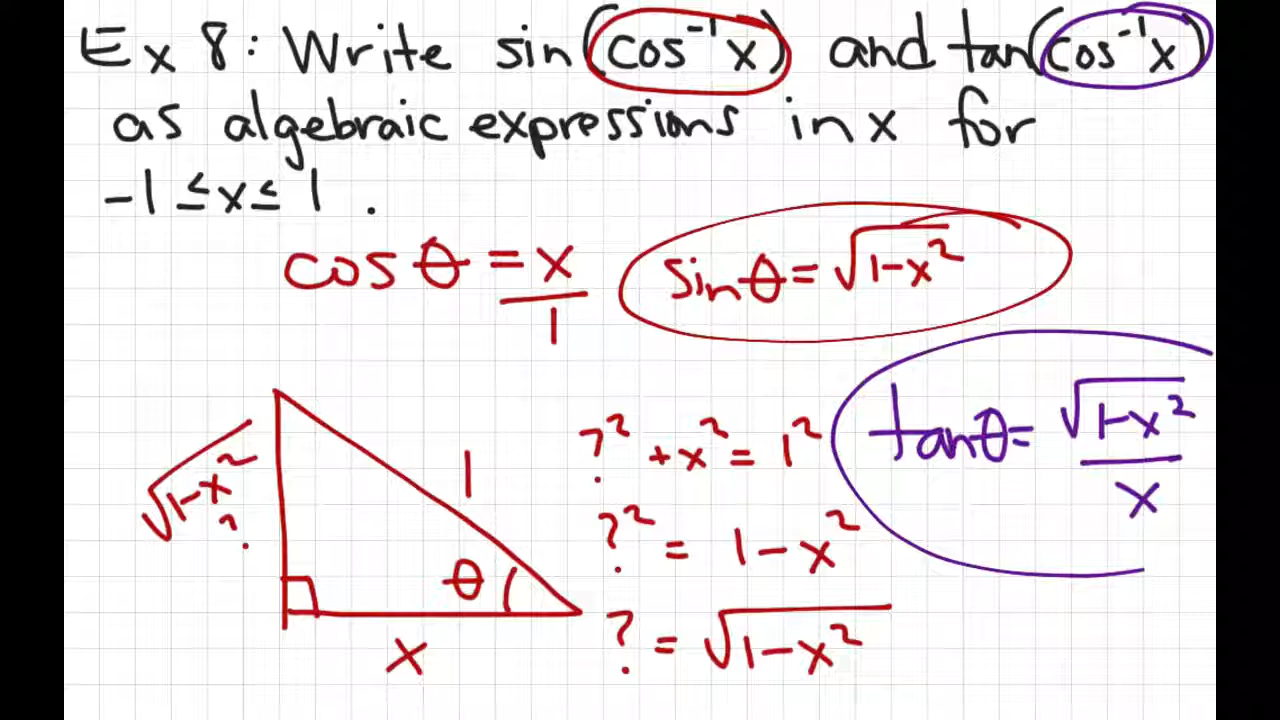 Ex 8: Write sin(cos⁻¹x) and tan(cos⁻¹x)
as algebraic expressions in x for
-1 ≤ x ≤ 1 .
cos θ = x/1
sin θ = √(1-x²)
tan θ = √(1-x²)/x
√(1-x²)
?
1
θ
x
?² + x² = 1²
?² = 1 - x²
? = √(1-x²)